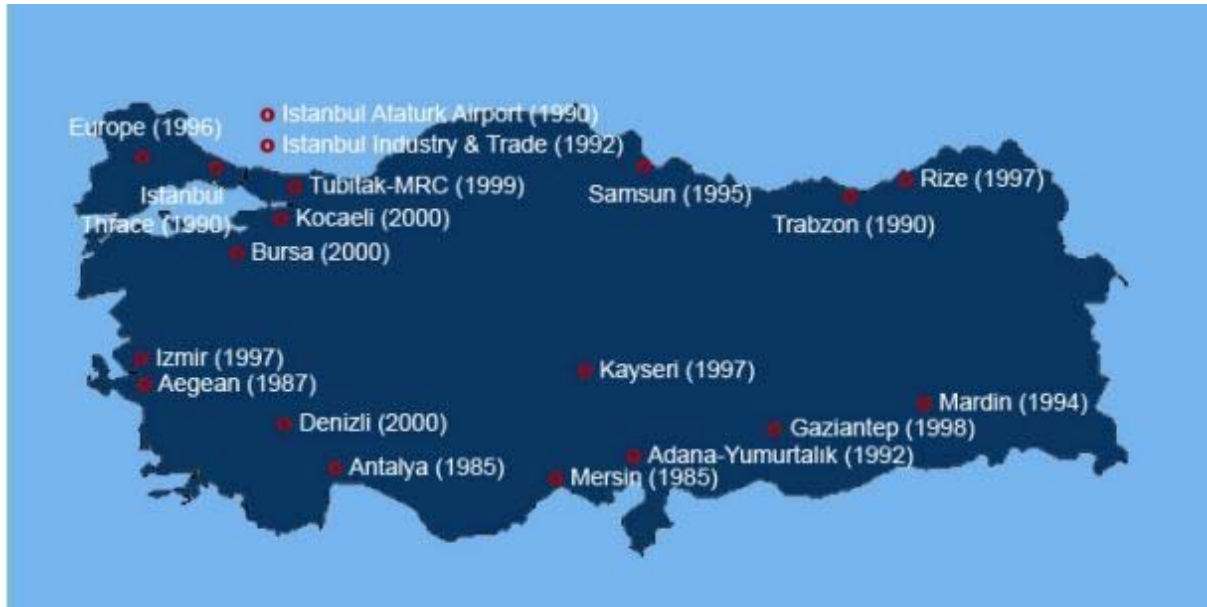 Istanbul Ataturk Airport (1990)
Europe (1996)
Istanbul Industry & Trade (1992)
Tubitak-MRC (1999)
Istanbul
Thrace (1990)
Kocaeli (2000)
Bursa (2000)
Samsun (1995)
Rize (1997)
Trabzon (1990)
Izmir (1997)
Aegean (1987)
Kayseri (1997)
Denizli (2000)
Mardin (1994)
Gaziantep (1998)
Antalya (1985)
Adana-Yumurtalık (1992)
Mersin (1985)